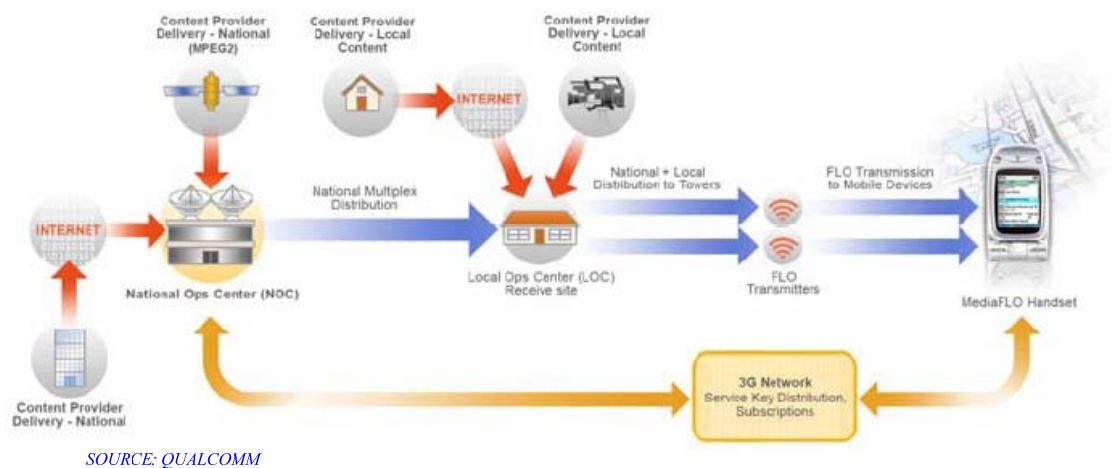 Content Provider
Delivery - National
(MPEG2)
Content Provider
Delivery - Local
Content
Content Provider
Delivery - Local
Content
INTERNET
National Multplex
Distribution
National + Local
Distribution to Towers
FLO Transmission
to Mobile Devices
INTERNET
National Ops Center (NOC)
Local Ops Center (LOC)
Receive site
FLO
Transmitters
MediaFLO Handset
3G Network
Service Key Distribution,
Subscriptions
Content Provider
Delivery - National
SOURCE: QUALCOMM